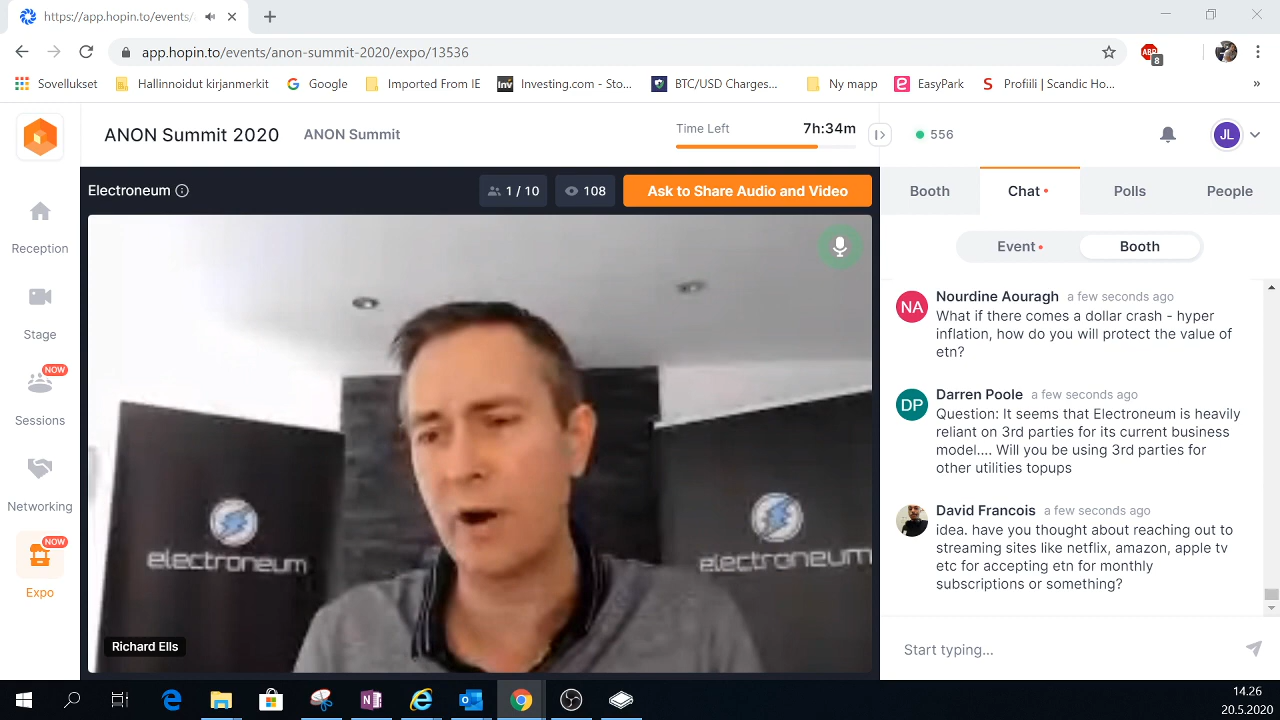 https://app.hopin.to/events/
app.hopin.to/events/anon-summit-2020/expo/13536
ABP
8
Sovellukset
Hallinnoidut kirjanmerkit
Google
Imported From IE
Inv
Investing.com - Sto...
BTC/USD Charges...
Ny mapp
EasyPark
S
Profiili | Scandic Ho...
»
ANON Summit 2020
ANON Summit
Time Left
7h:34m
556
JL
Electroneum
1 / 10
108
Ask to Share Audio and Video
Booth
Chat
Polls
People
Event
Booth
Reception
Stage
NOW
Sessions
Networking
NOW
Expo
electroneum
electroneum
Richard Ells
NA
Nourdine Aouragh a few seconds ago
What if there comes a dollar crash - hyper
inflation, how do you will protect the value of
etn?
DP
Darren Poole a few seconds ago
Question: It seems that Electroneum is heavily
reliant on 3rd parties for its current business
model.... Will you be using 3rd parties for
other utilities topups
David Francois a few seconds ago
idea. have you thought about reaching out to
streaming sites like netflix, amazon, apple tv
etc for accepting etn for monthly
subscriptions or something?
Start typing...
14.26
20.5.2020